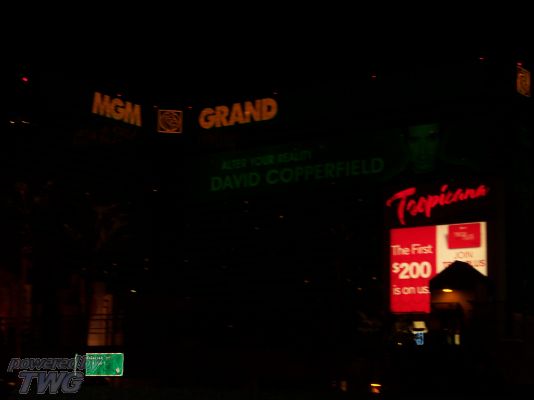 MGM GRAND
ALTER YOUR REALITY
DAVID COPPERFIELD
Tropicana
The First
$200
is on us.
JOIN
POWERED BY
TWG